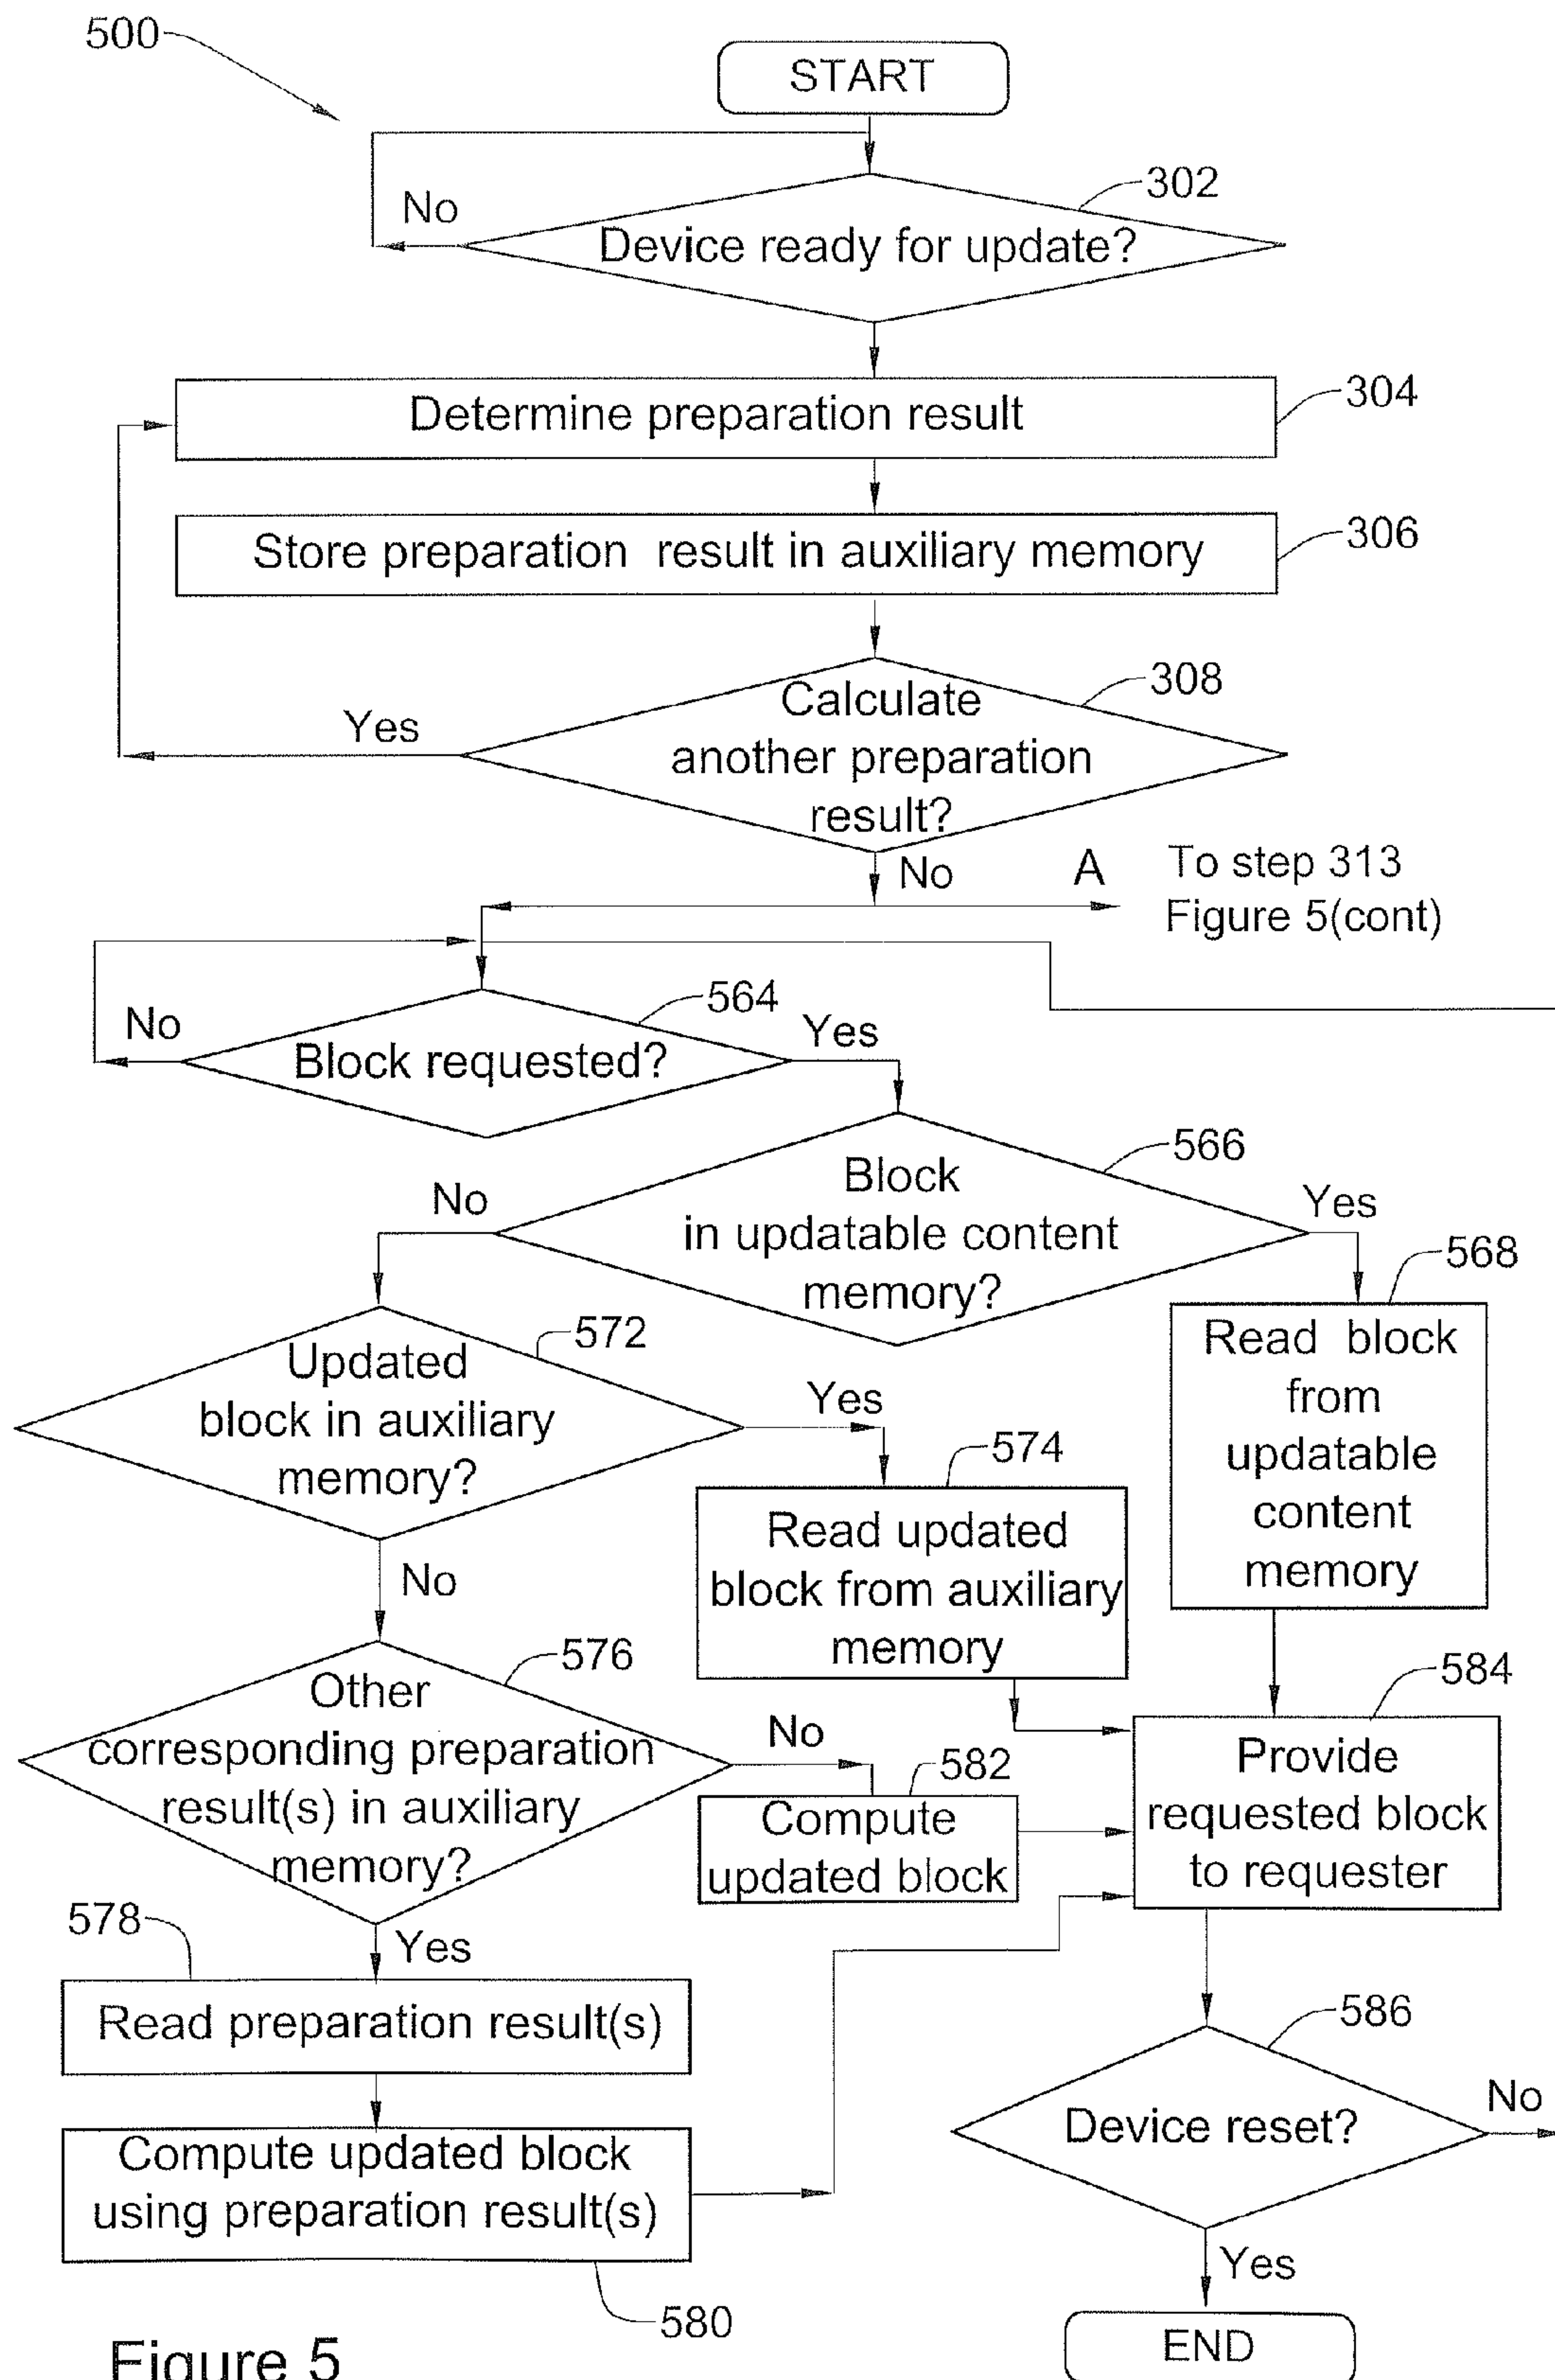 500
START
302
No
Device ready for update?
304
Determine preparation result
306
Store preparation result in auxiliary memory
308
Calculate
another preparation
result?
Yes
No
A
To step 313
Figure 5(cont)
564
No
Yes
Block requested?
566
Block
in updatable content
memory?
No
Yes
568
Read block
from
updatable
content
memory
572
Updated
block in auxiliary
memory?
Yes
574
Read updated
block from auxiliary
memory
No
576
Other
corresponding preparation
result(s) in auxiliary
memory?
No
582
Compute
updated block
584
Provide
requested block
to requester
578
Yes
Read preparation result(s)
586
Device reset?
No
Compute updated block
using preparation result(s)
Yes
580
END
Figure 5